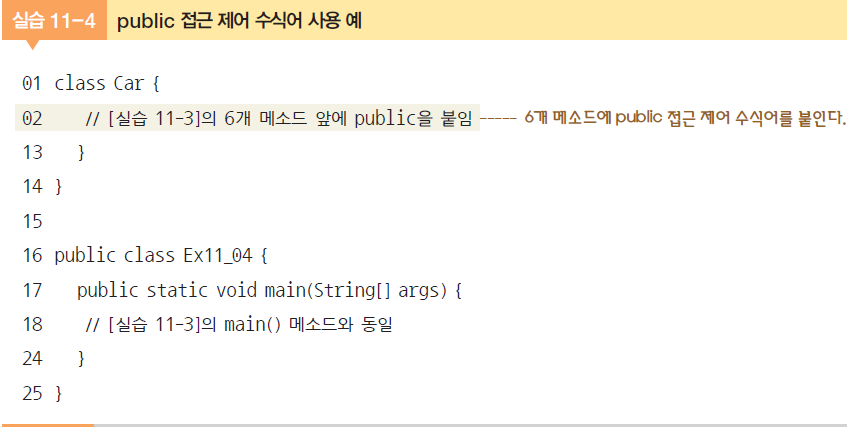 실습 11-4 public 접근 제어 수식어 사용 예
01 class Car {
02 // [실습 11-3]의 6개 메소드 앞에 public을 붙임 ----- 6개 메소드에 public 접근 제어 수식어를 붙인다.
13 }
14 }
15
16 public class Ex11_04 {
17 public static void main(String[] args) {
18 // [실습 11-3]의 main() 메소드와 동일
24 }
25 }